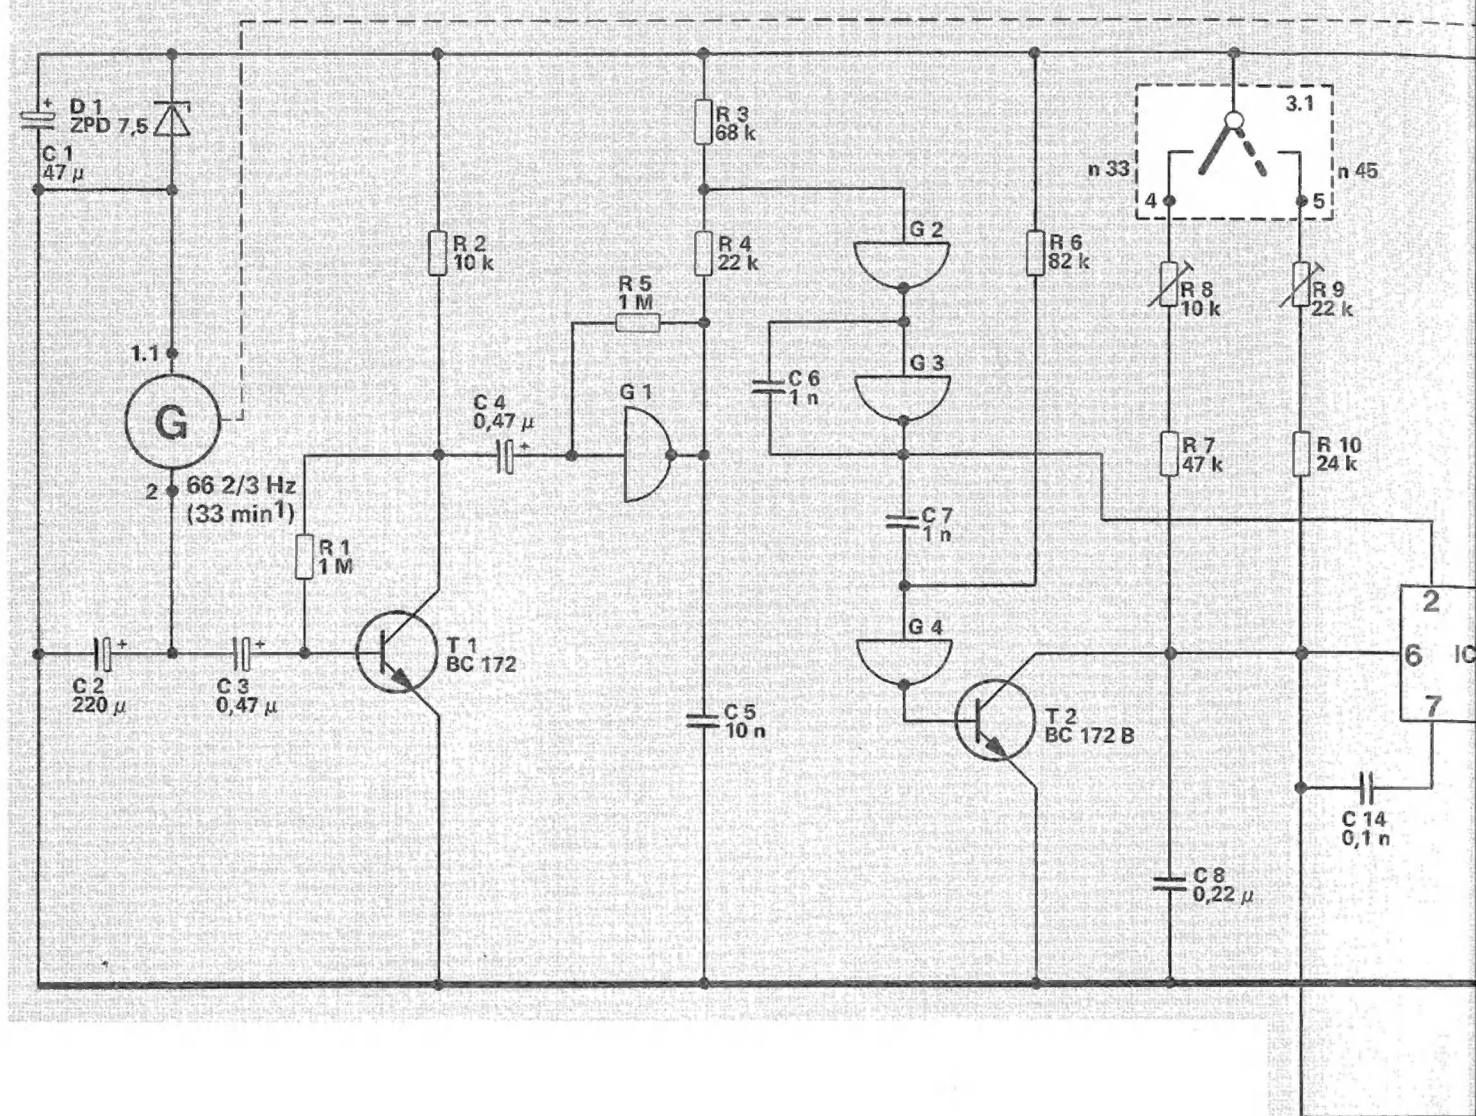 3.1
D 1
ZPD 7,5
C 1
47 µ
R 3
68 k
n 33
n 45
4
5
G 2
R 2
10 k
R 4
22 k
R 6
82 k
R 5
1 M
R 8
10 k
R 9
22 k
1.1
G
G 3
C 6
1 n
G 1
C 4
0,47 µ
R 7
47 k
R 10
24 k
2
66 2/3 Hz
(33 min1)
C 7
1 n
R 1
1 M
2
G 4
T 1
BC 172
6
IC
C 2
220 µ
C 3
0,47 µ
C 5
10 n
T 2
BC 172 B
7
C 14
0,1 n
C 8
0,22 µ